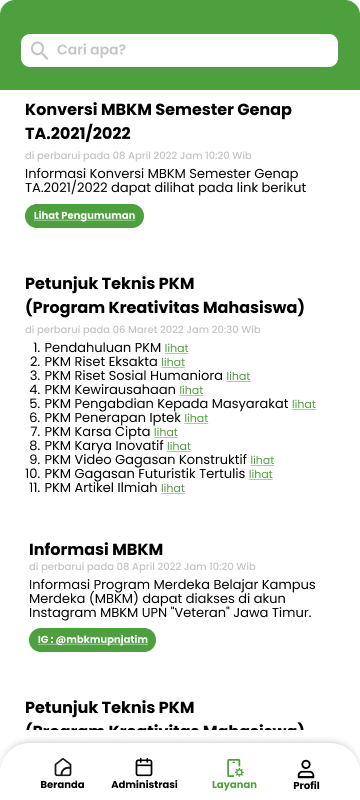 Cari apa?
Konversi MBKM Semester Genap
TA.2021/2022
di perbarui pada 08 April 2022 Jam 10:20 Wib
Informasi Konversi MBKM Semester Genap
TA.2021/2022 dapat dilihat pada link berikut
Lihat Pengumuman
Petunjuk Teknis PKM
(Program Kreativitas Mahasiswa)
di perbarui pada 06 Maret 2022 Jam 20:30 Wib
1. Pendahuluan PKM lihat
2. PKM Riset Eksakta lihat
3. PKM Riset Sosial Humaniora lihat
4. PKM Kewirausahaan lihat
5. PKM Pengabdian Kepada Masyarakat lihat
6. PKM Penerapan Iptek lihat
7. PKM Karsa Cipta lihat
8. PKM Karya Inovatif lihat
9. PKM Video Gagasan Konstruktif lihat
10. PKM Gagasan Futuristik Tertulis lihat
11. PKM Artikel Ilmiah lihat
Informasi MBKM
di perbarui pada 08 April 2022 Jam 10:20 Wib
Informasi Program Merdeka Belajar Kampus
Merdeka (MBKM) dapat diakses di akun
Instagram MBKM UPN "Veteran" Jawa Timur.
IG : @mbkmupnjatim
Petunjuk Teknis PKM
(Program Kreativitas Mahasiswa)
Beranda Administrasi Layanan Profil